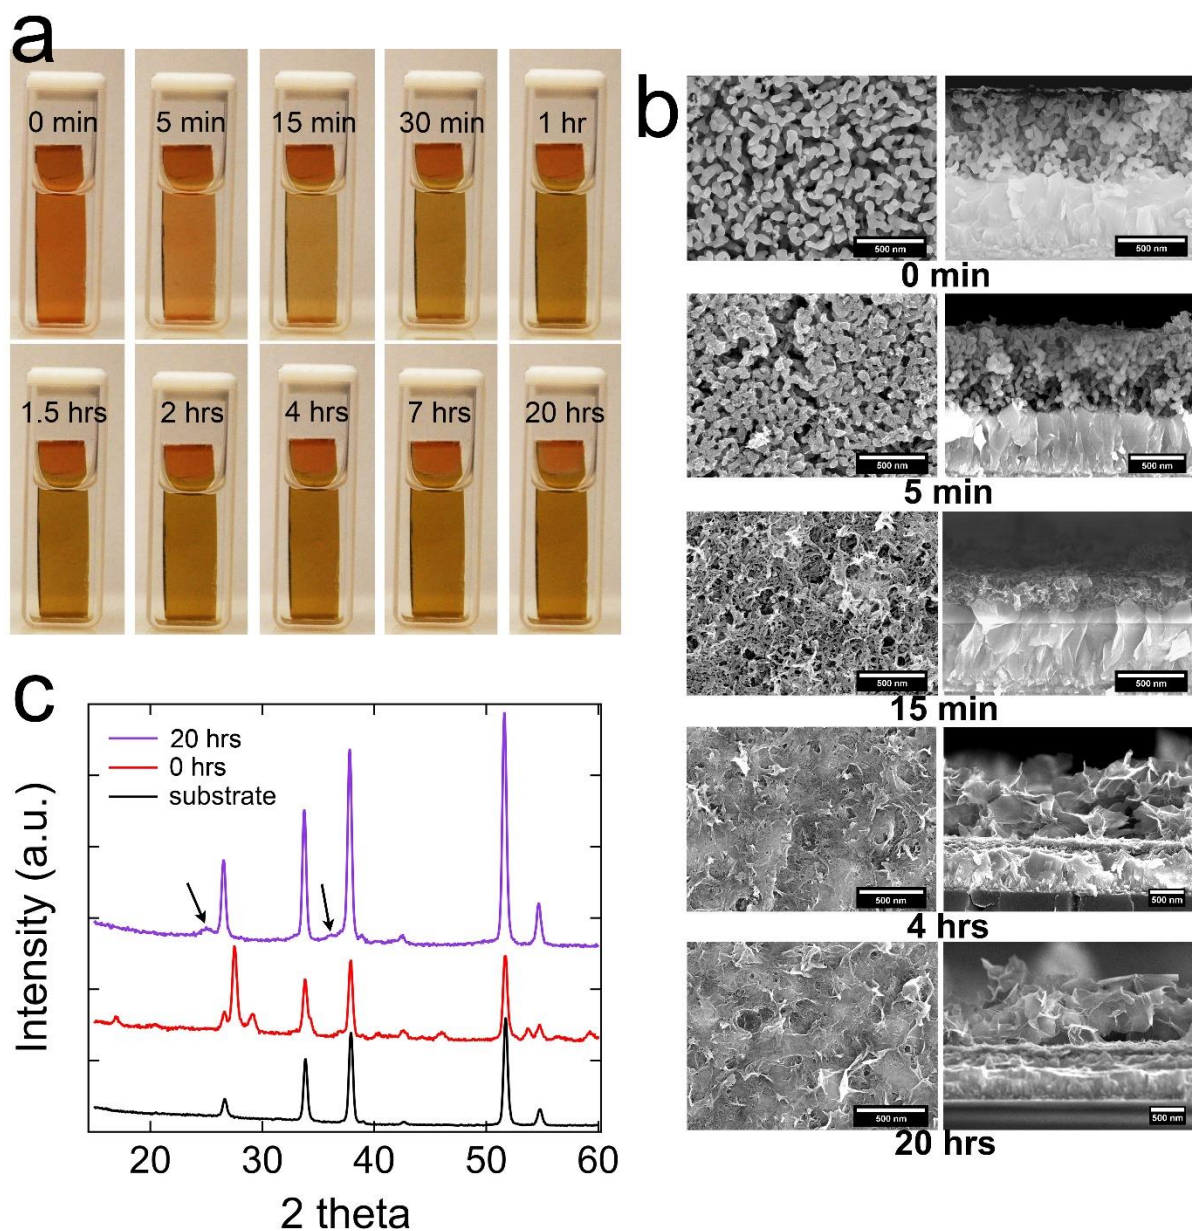 a
0 min 5 min 15 min 30 min 1 hr
1.5 hrs 2 hrs 4 hrs 7 hrs 20 hrs
b
500 nm 500 nm
0 min
500 nm 500 nm
5 min
500 nm 500 nm
15 min
500 nm 500 nm
4 hrs
500 nm 500 nm
20 hrs
c
20 hrs
0 hrs
substrate
Intensity (a.u.)
20 30 40 50 60
2 theta